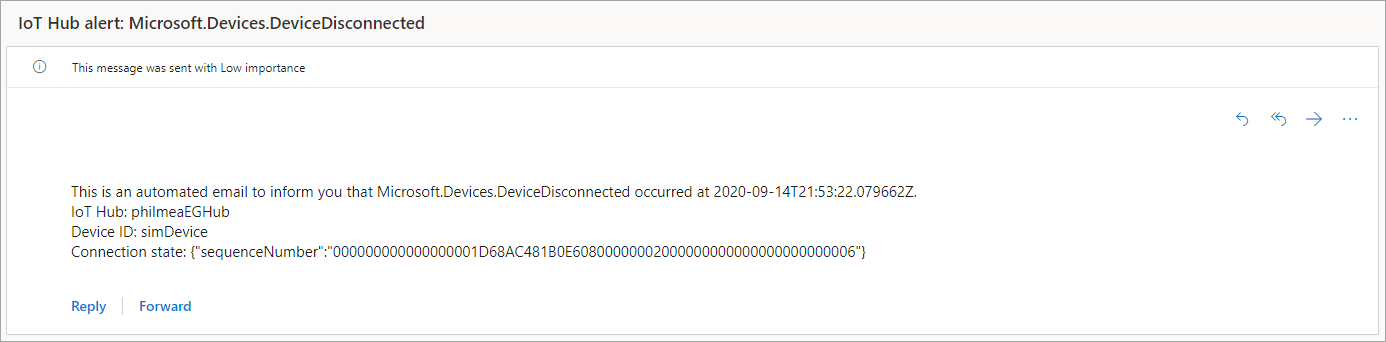 IoT Hub alert: Microsoft.Devices.DeviceDisconnected
This message was sent with Low importance
This is an automated email to inform you that Microsoft.Devices.DeviceDisconnected occurred at 2020-09-14T21:53:22.079662Z.
IoT Hub: philmeaEGHub
Device ID: simDevice
Connection state: {"sequenceNumber":"000000000000000001D68AC481B0E6080000000200000000000000000000000006"}
Reply
Forward